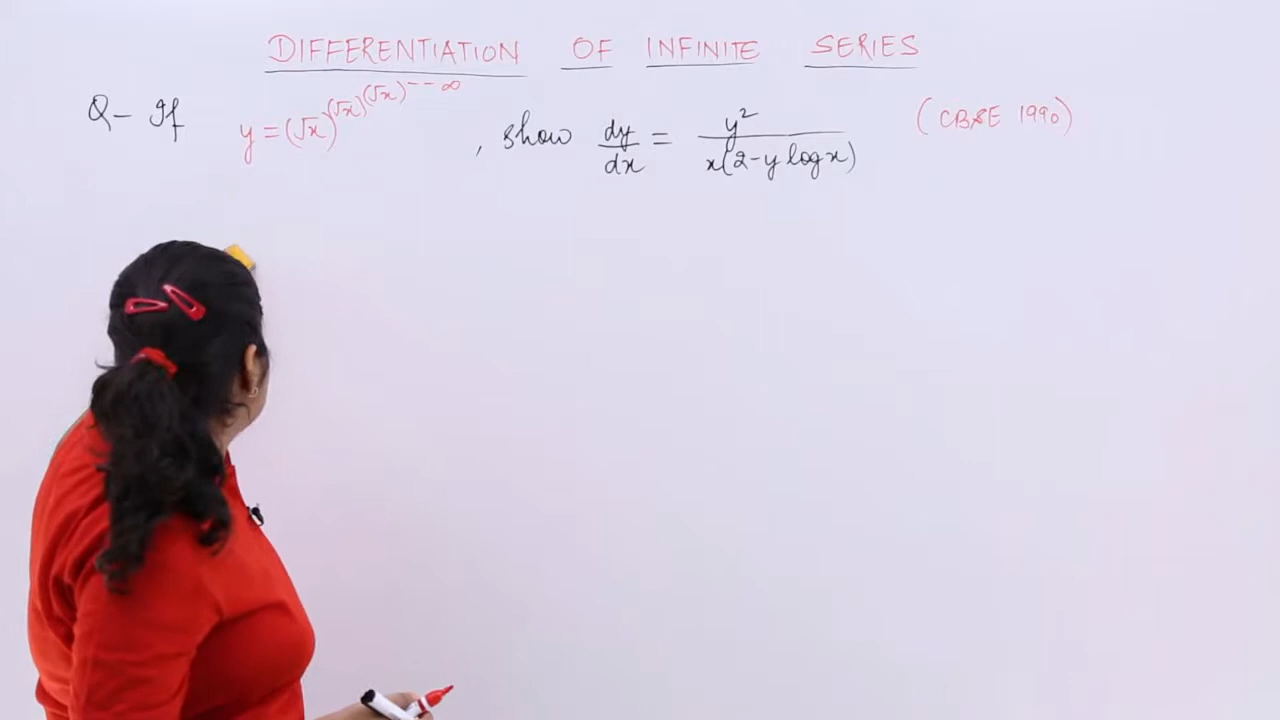 DIFFERENTIATION OF INFINITE SERIES
Q- If y = (√x)^(√x)^(√x)^---∞ , show dy/dx = y²/x(2-y log x) (CBSE 1990)